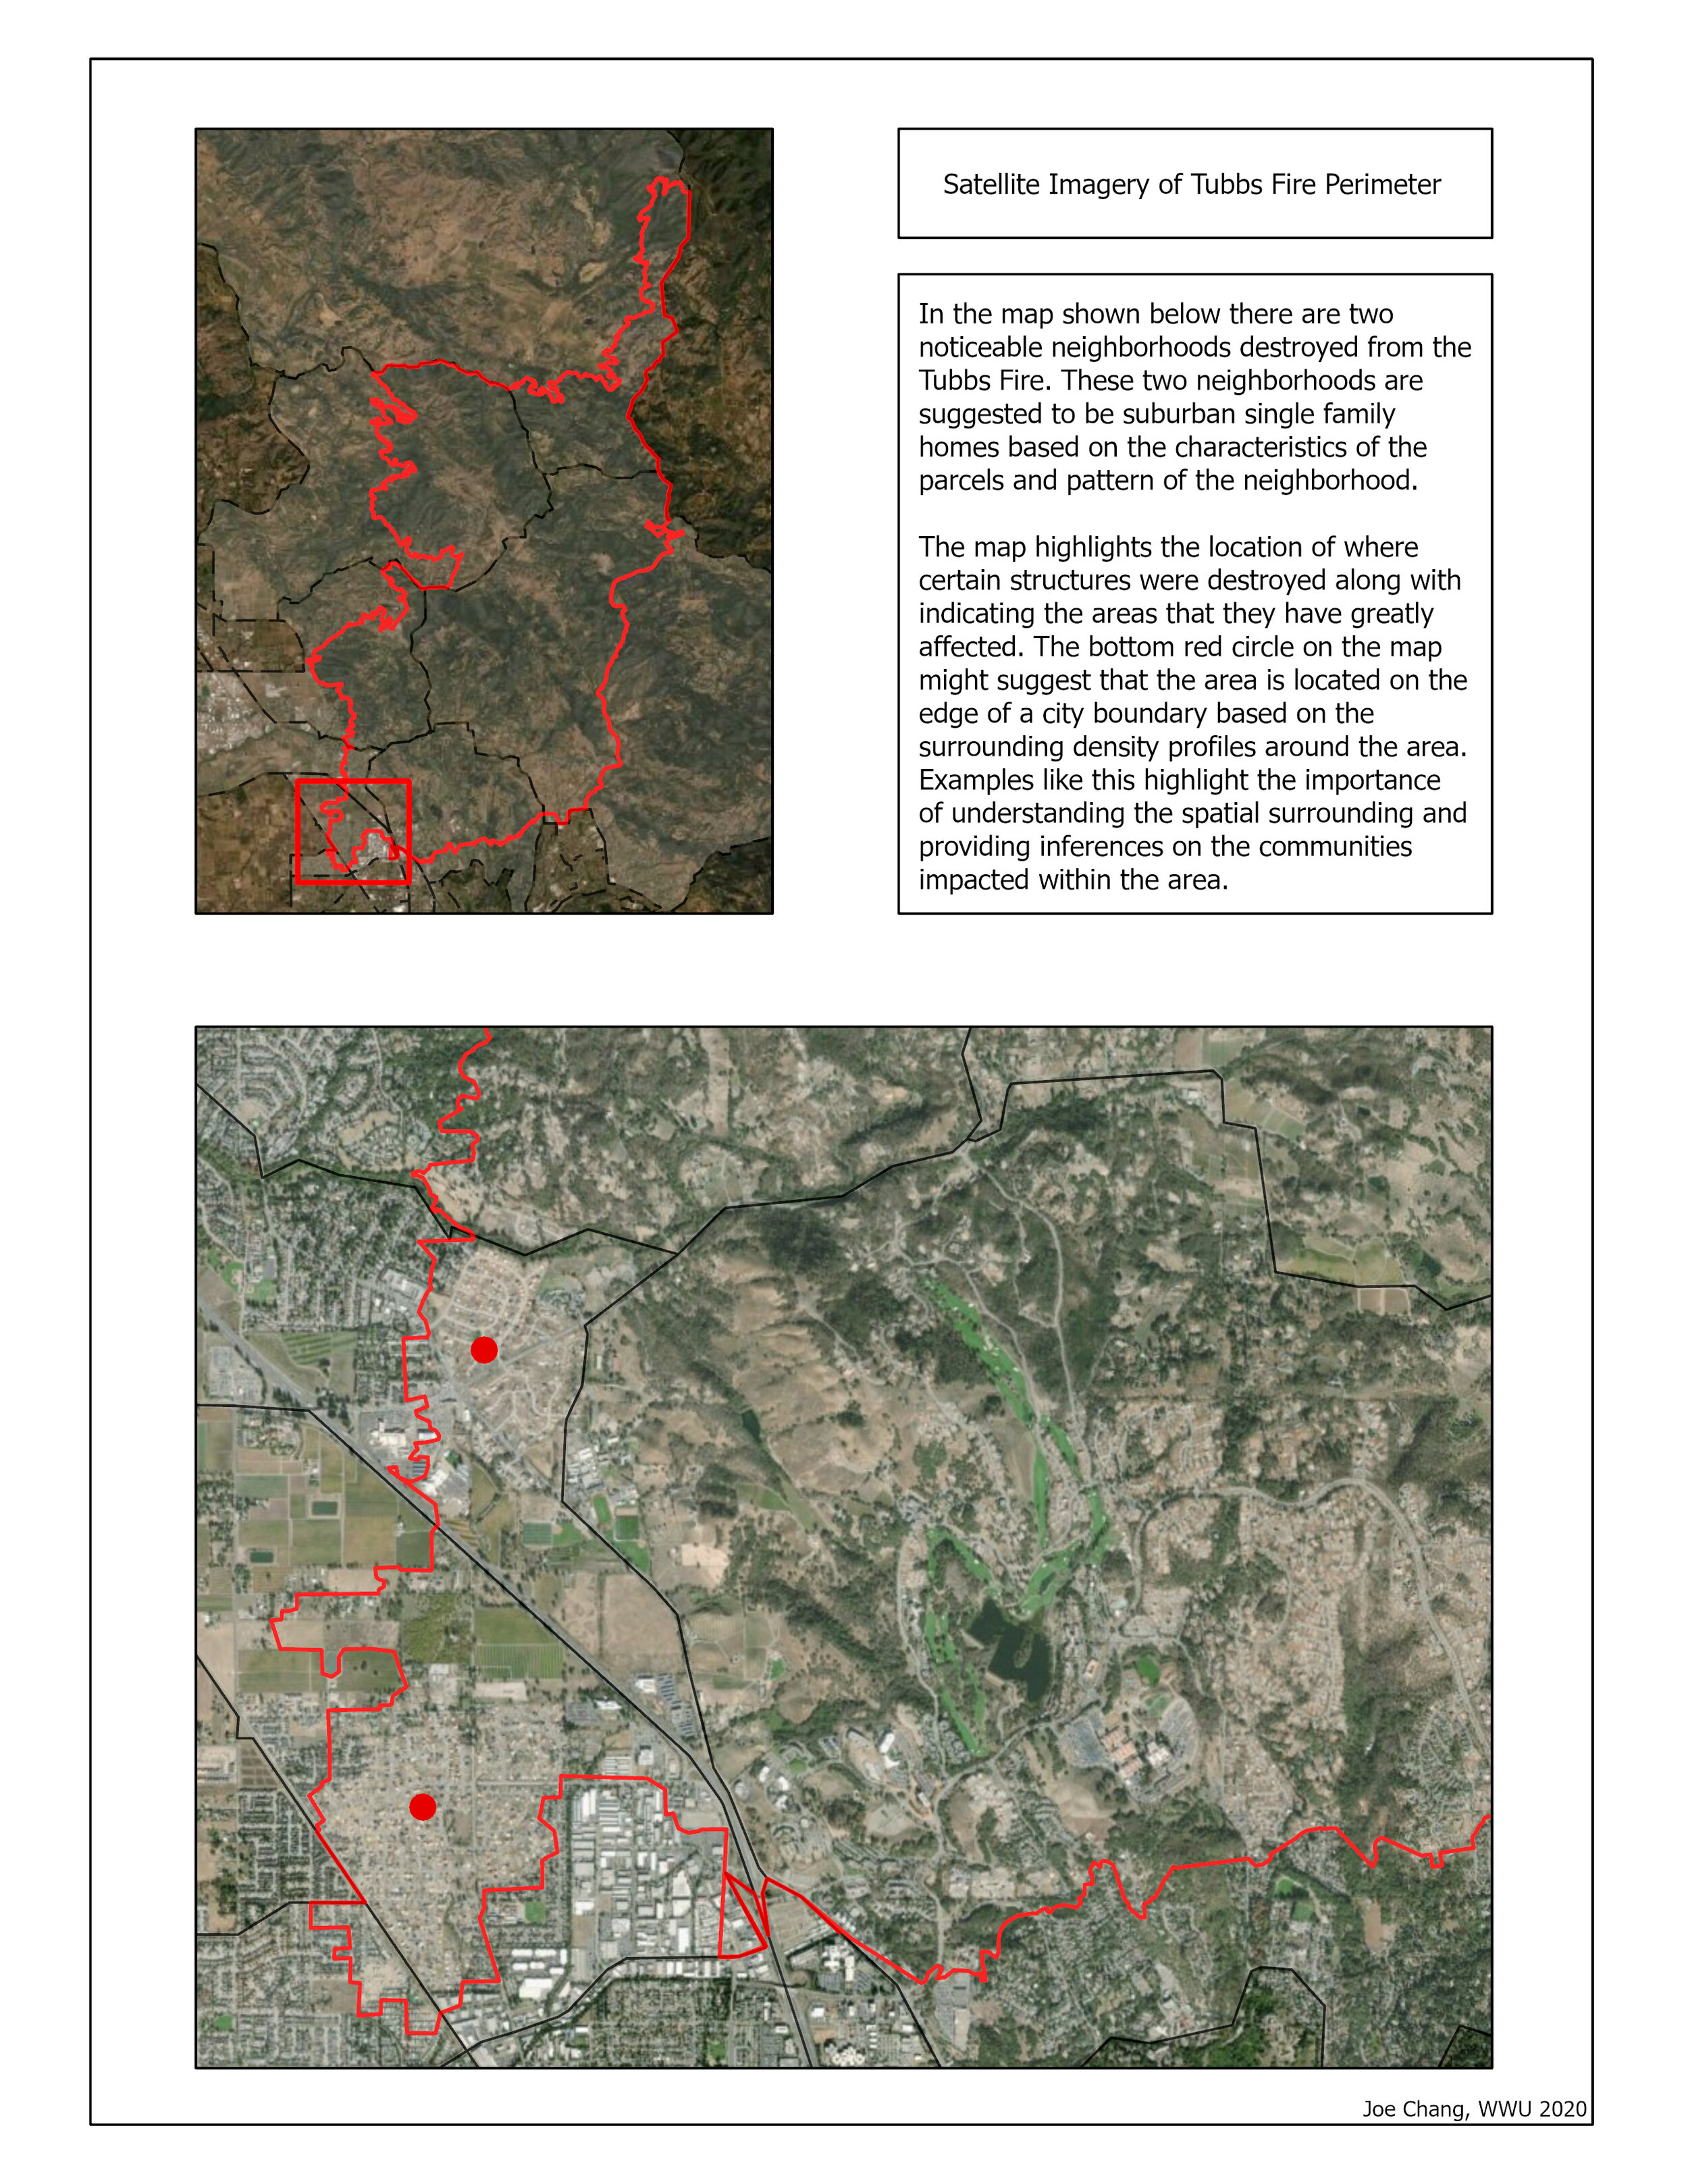 Satellite Imagery of Tubbs Fire Perimeter
In the map shown below there are two
noticeable neighborhoods destroyed from the
Tubbs Fire. These two neighborhoods are
suggested to be suburban single family
homes based on the characteristics of the
parcels and pattern of the neighborhood.
The map highlights the location of where
certain structures were destroyed along with
indicating the areas that they have greatly
affected. The bottom red circle on the map
might suggest that the area is located on the
edge of a city boundary based on the
surrounding density profiles around the area.
Examples like this highlight the importance
of understanding the spatial surrounding and
providing inferences on the communities
impacted within the area.
Joe Chang, WWU 2020